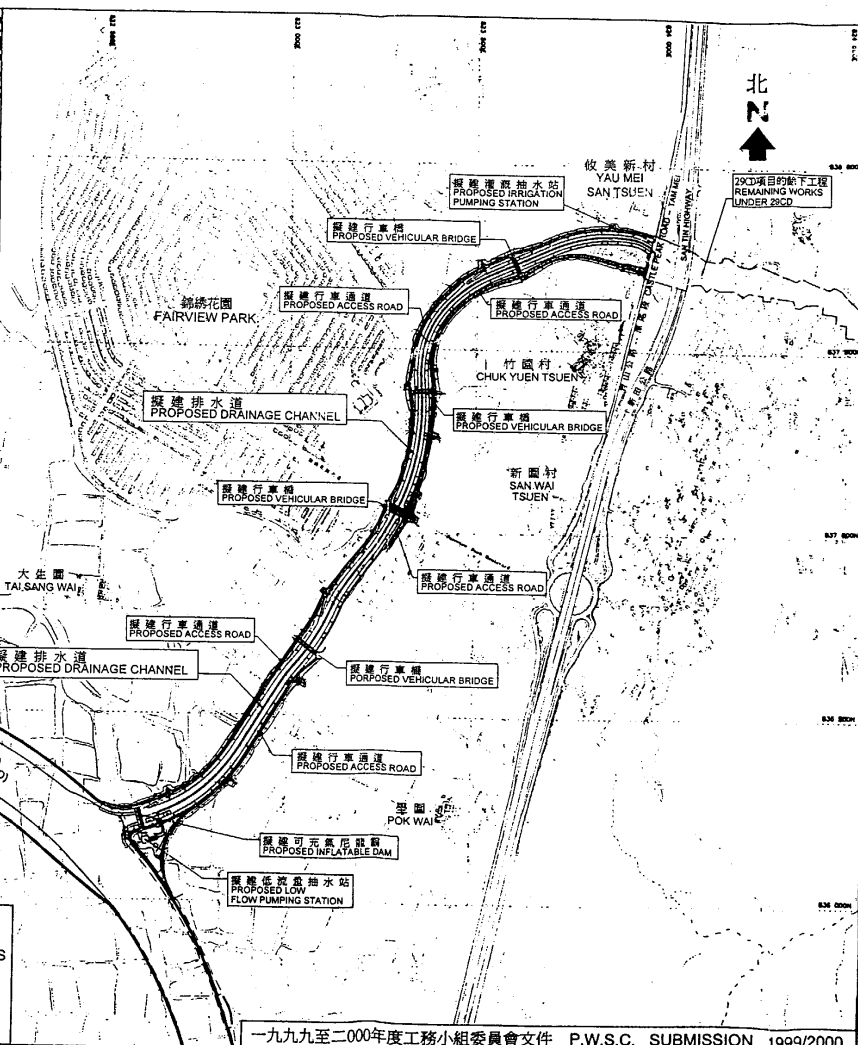 北
N
攸美新村
YAU MEI
SAN TSUEN
擬建灌溉抽水站
PROPOSED IRRIGATION
PUMPING STATION
29CD項目的餘下工程
REMAINING WORKS
UNDER 29CD
擬建行車橋
PROPOSED VEHICULAR BRIDGE
CASTLE PEAK ROAD - TAM MEI
SAN TIN HIGHWAY
錦綉花園
FAIRVIEW PARK
擬建行車通道
PROPOSED ACCESS ROAD
擬建行車通道
PROPOSED ACCESS ROAD
竹園村
CHUK YUEN TSUEN
新田公路
擬建排水道
PROPOSED DRAINAGE CHANNEL
擬建行車橋
PROPOSED VEHICULAR BRIDGE
新圍村
SAN WAI
TSUEN
擬建行車橋
PROPOSED VEHICULAR BRIDGE
大生圍
TAI SANG WAI
擬建行車通道
PROPOSED ACCESS ROAD
擬建行車通道
PROPOSED ACCESS ROAD
擬建排水道
PROPOSED DRAINAGE CHANNEL
擬建行車橋
PORPOSED VEHICULAR BRIDGE
擬建行車通道
PROPOSED ACCESS ROAD
POK WAI
擬建可充氣尼龍壩
PROPOSED INFLATABLE DAM
擬建低流量抽水站
PROPOSED LOW
FLOW PUMPING STATION
S
一九九九至二000年度工務小組委員會文件 P.W.S.C. SUBMISSION 1999/2000